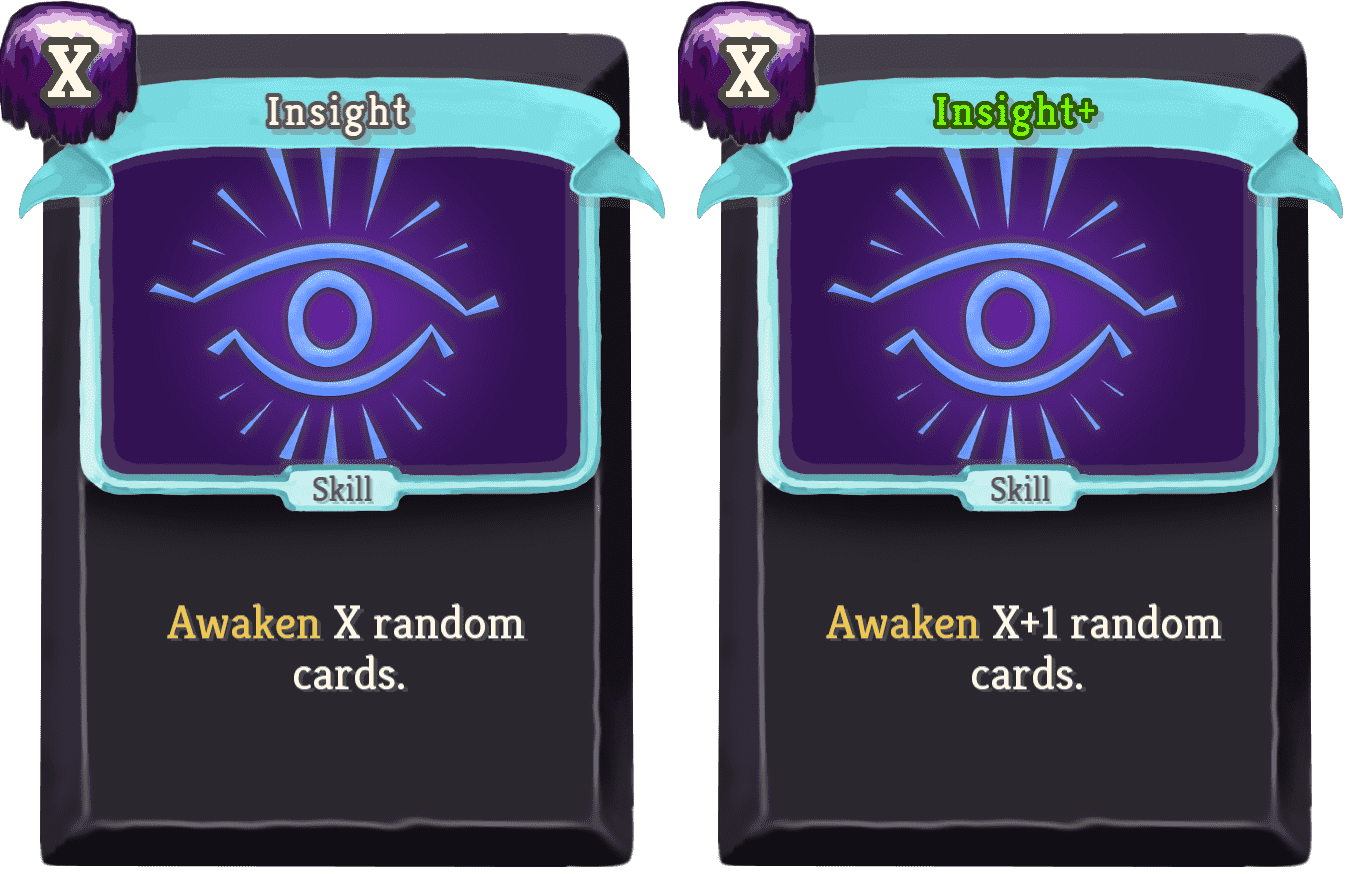 X
Insight
Skill
Awaken X random
cards.
X
Insight+
Skill
Awaken X+1 random
cards.